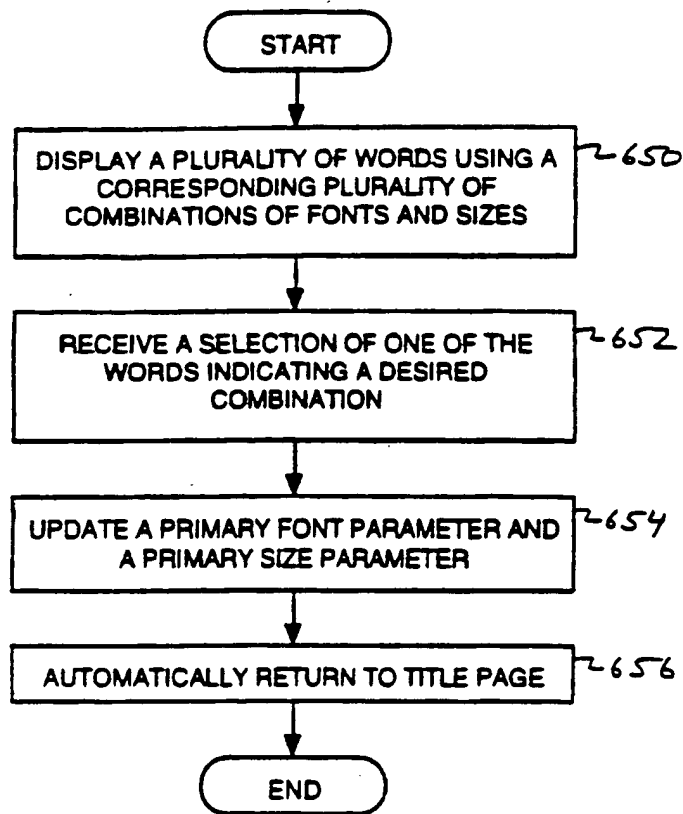 START
DISPLAY A PLURALITY OF WORDS USING A
CORRESPONDING PLURALITY OF
COMBINATIONS OF FONTS AND SIZES
650
RECEIVE A SELECTION OF ONE OF THE
WORDS INDICATING A DESIRED
COMBINATION
652
UPDATE A PRIMARY FONT PARAMETER AND
A PRIMARY SIZE PARAMETER
654
AUTOMATICALLY RETURN TO TITLE PAGE
656
END